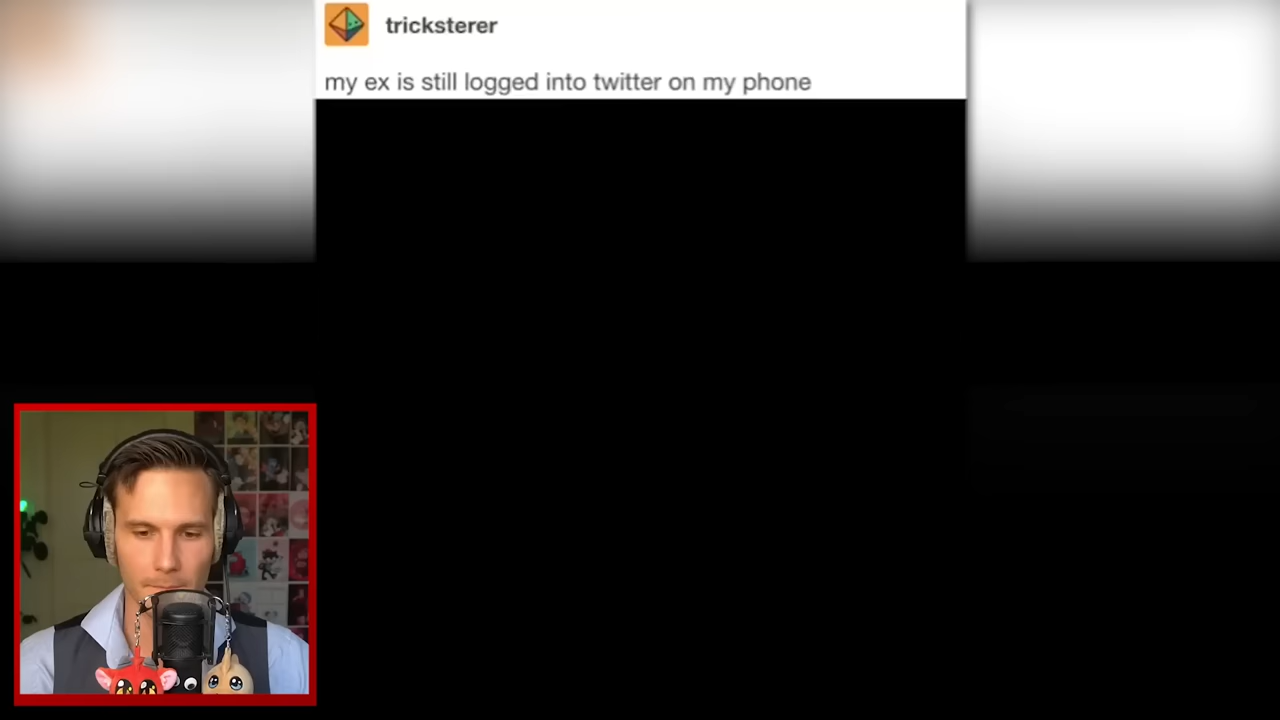 tricksterer
my ex is still logged into twitter on my phone